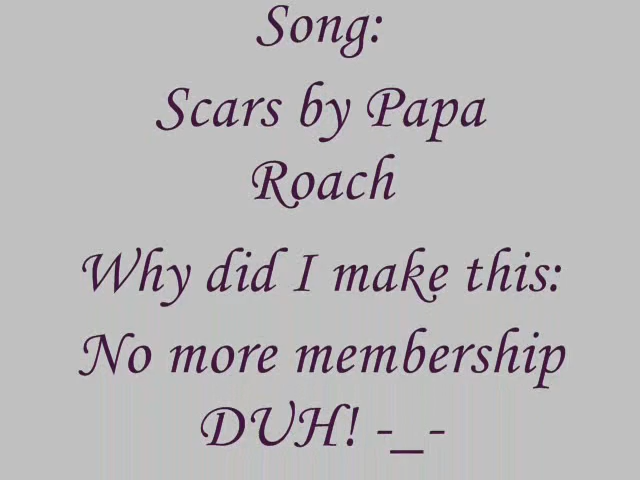 Song:
Scars by Papa
Roach
Why did I make this:
No more membership
DUH! -_-